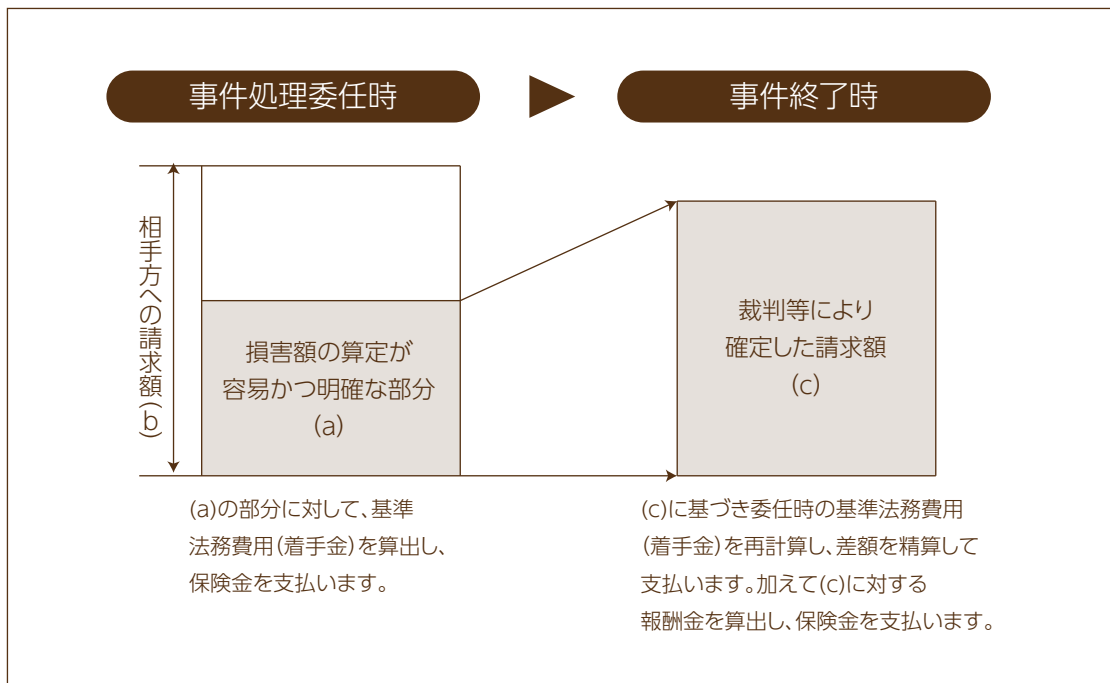 事件処理委任時
事件終了時
相手方への請求額(b)
損害額の算定が
容易かつ明確な部分
(a)
裁判等により
確定した請求額
(c)
(a)の部分に対して、基準
法務費用(着手金)を算出し、
保険金を支払います。
(c)に基づき委任時の基準法務費用
(着手金)を再計算し、差額を精算して
支払います。加えて(c)に対する
報酬金を算出し、保険金を支払います。